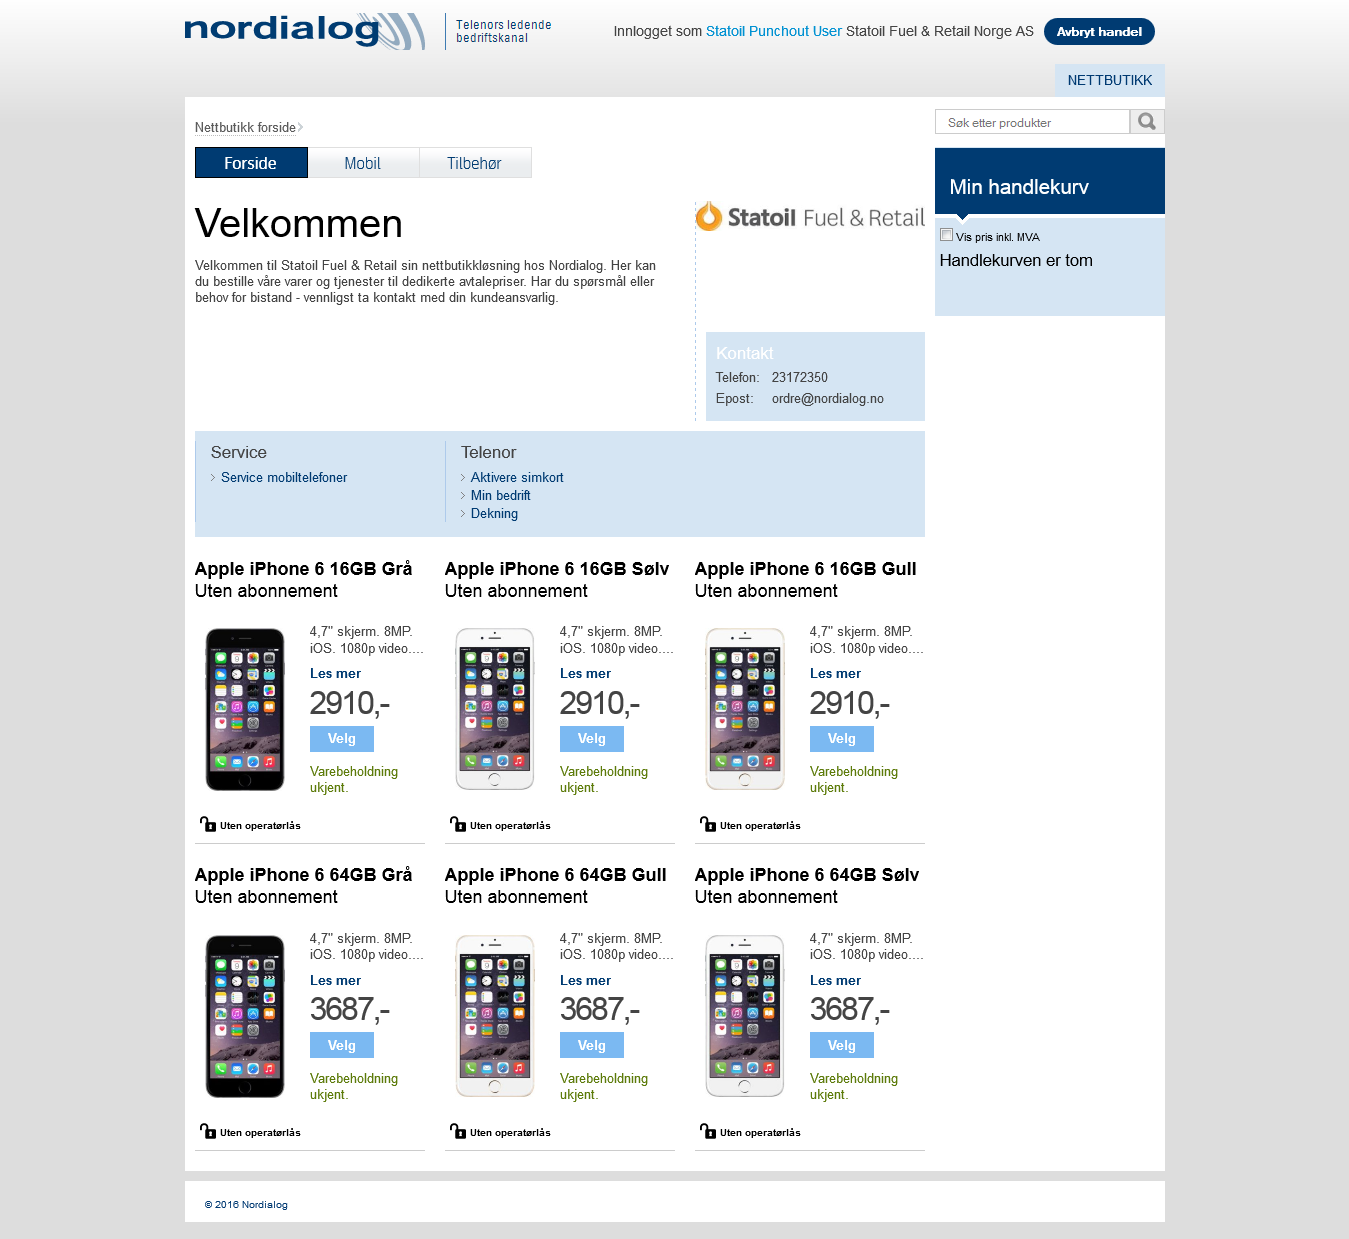 nordialog
Telenors ledende
bedriftskanal
Innlogget som Statoil Punchout User Statoil Fuel & Retail Norge AS
Avbryt handel
NETTBUTIKK
Nettbutikk forside
Søk etter produkter
Forside
Mobil
Tilbehør
Min handlekurv
Vis pris inkl. MVA
Handlekurven er tom
Velkommen
Velkommen til Statoil Fuel & Retail sin nettbutikkløsning hos Nordialog. Her kan
du bestille våre varer og tjenester til dedikerte avtalepriser. Har du spørsmål eller
behov for bistand - vennligst ta kontakt med din kundeansvarlig.
Statoil Fuel & Retail
Kontakt
Telefon: 23172350
Epost: ordre@nordialog.no
Service
Service mobiltelefoner
Telenor
Aktivere simkort
Min bedrift
Dekning
Apple iPhone 6 16GB Grå
Uten abonnement
4,7" skjerm. 8MP.
iOS. 1080p video....
Les mer
2910,-
Velg
Varebeholdning
ukjent.
Uten operatørlås
Apple iPhone 6 16GB Sølv
Uten abonnement
4,7" skjerm. 8MP.
iOS. 1080p video....
Les mer
2910,-
Velg
Varebeholdning
ukjent.
Uten operatørlås
Apple iPhone 6 16GB Gull
Uten abonnement
4,7" skjerm. 8MP.
iOS. 1080p video....
Les mer
2910,-
Velg
Varebeholdning
ukjent.
Uten operatørlås
Apple iPhone 6 64GB Grå
Uten abonnement
4,7" skjerm. 8MP.
iOS. 1080p video....
Les mer
3687,-
Velg
Varebeholdning
ukjent.
Uten operatørlås
Apple iPhone 6 64GB Gull
Uten abonnement
4,7" skjerm. 8MP.
iOS. 1080p video....
Les mer
3687,-
Velg
Varebeholdning
ukjent.
Uten operatørlås
Apple iPhone 6 64GB Sølv
Uten abonnement
4,7" skjerm. 8MP.
iOS. 1080p video....
Les mer
3687,-
Velg
Varebeholdning
ukjent.
Uten operatørlås
© 2016 Nordialog